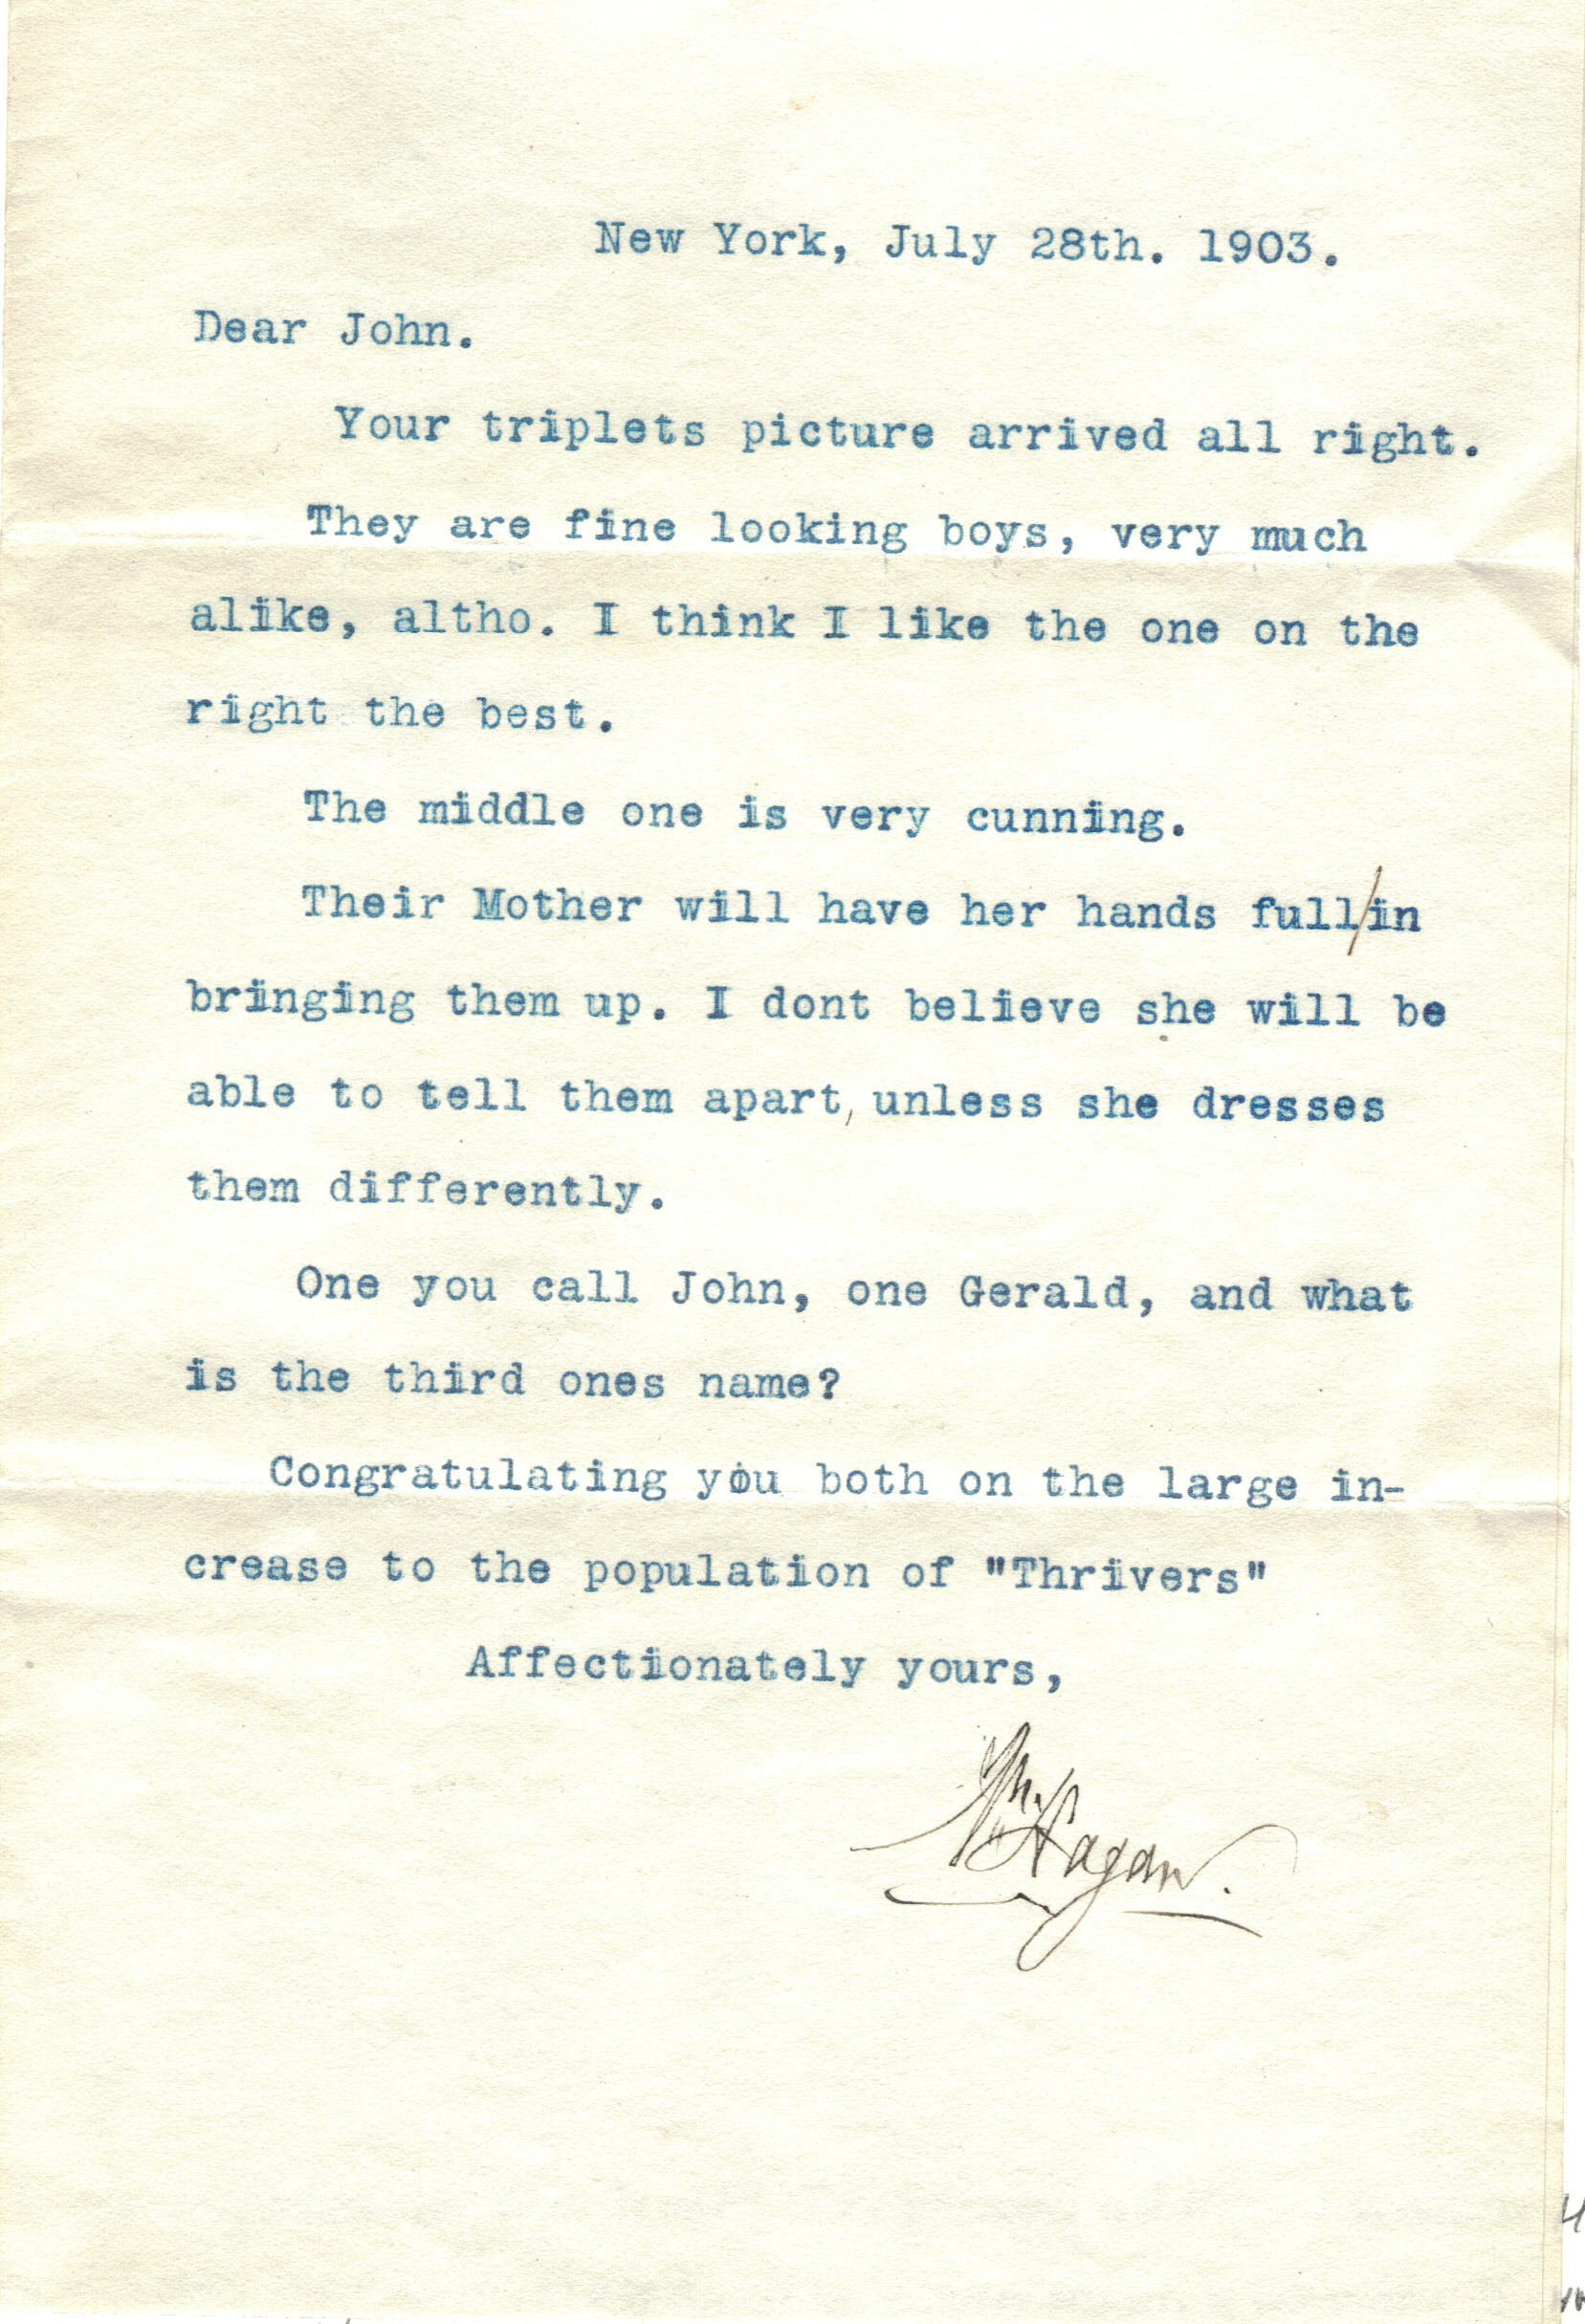 New York, July 28th. 1903.
Dear John.
Your triplets picture arrived all right.
They are fine looking boys, very much
alike, altho. I think I like the one on the
right the best.
The middle one is very cunning.
Their Mother will have her hands full/in
bringing them up. I dont believe she will be
able to tell them apart, unless she dresses
them differently.
One you call John, one Gerald, and what
is the third ones name?
Congratulating you both on the large in-
crease to the population of "Thrivers"
Affectionately yours,
Hagan.